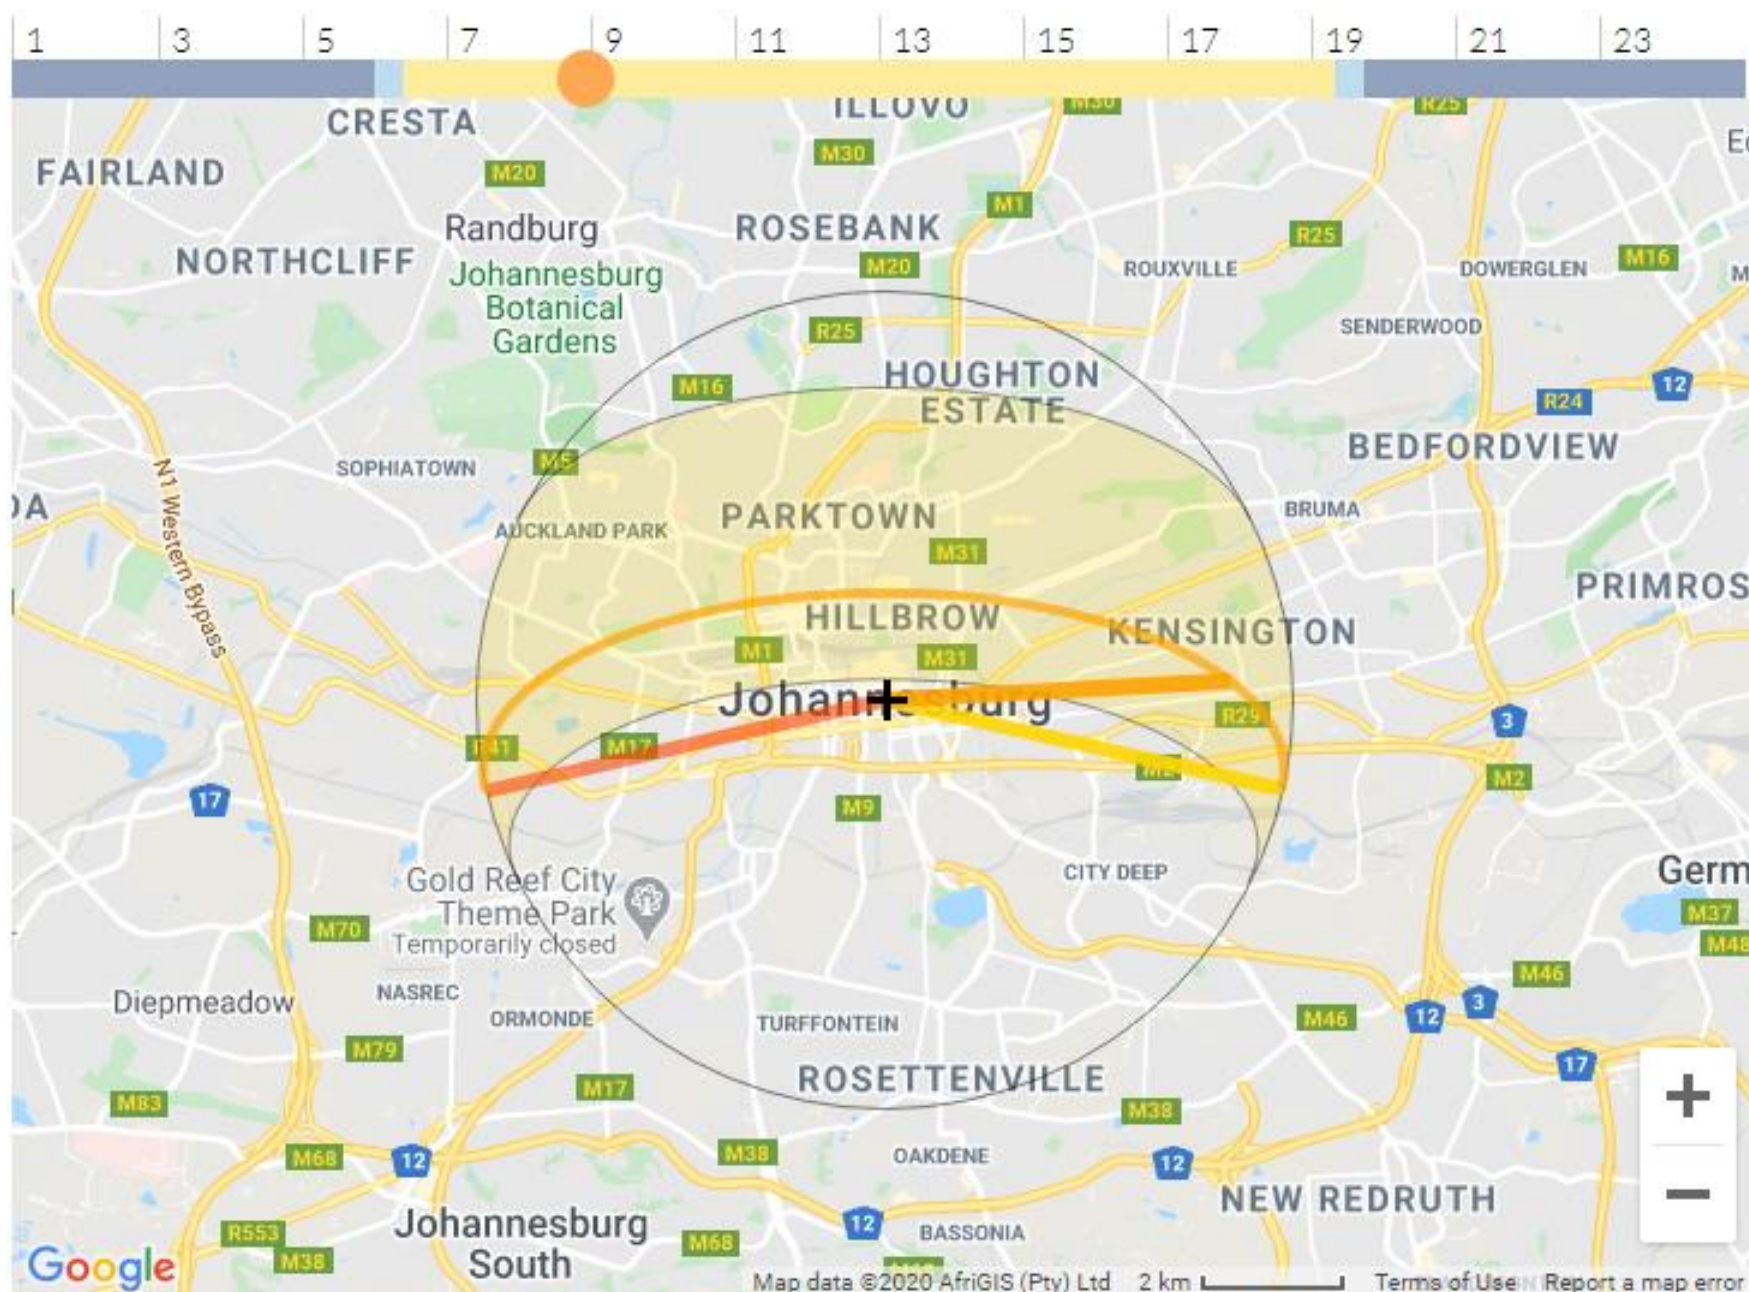 1 3 5 7 9 11 13 15 17 19 21 23
CRESTA
ILLOVO
M30
R25
FAIRLAND
M20
M30
M1
Randburg
ROSEBANK
R25
NORTHCLIFF
M20
ROUXVILLE
DOWERGLEN
M16
Johannesburg
Botanical
Gardens
R25
SENDERWOOD
M16
HOUGHTON
ESTATE
R24
12
BEDFORDVIEW
M5
SOPHIATOWN
N1 Western Bypass
AUCKLAND PARK
PARKTOWN
BRUMA
M31
PRIMROS
HILLBROW
KENSINGTON
M1
M31
Johannesburg
R29
3
R41
M17
M2
M2
17
M9
CITY DEEP
Germ
Gold Reef City
Theme Park
Temporarily closed
M70
M37
M48
NASREC
M46
Diepmeadow
ORMONDE
TURFFONTEIN
M46
12
3
M79
ROSETTENVILLE
17
M17
M83
M38
M68
12
M38
OAKDENE
12
NEW REDRUTH
Johannesburg
South
R553
M38
M68
12
BASSONIA
Google
Map data ©2020 AfriGIS (Pty) Ltd 2 km Terms of Use Report a map error